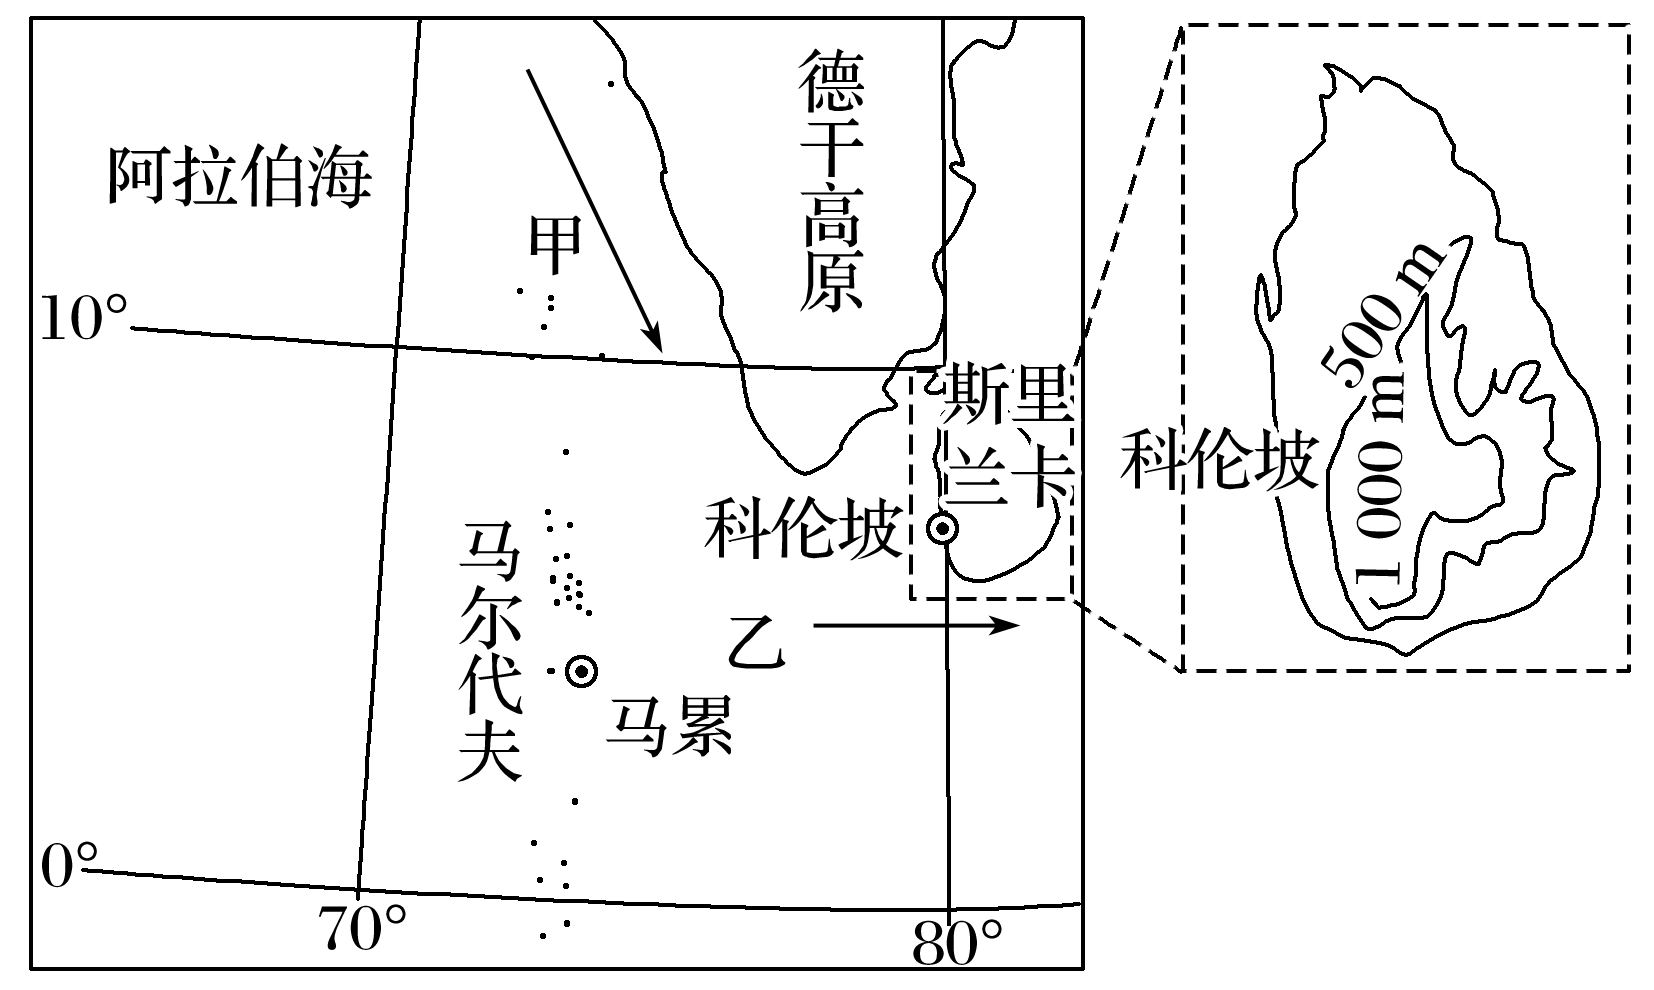 德干高原
阿拉伯海
甲
10°
斯里
兰卡
科伦坡
马尔代夫
乙
马累
0°
70°
80°
500 m
1 000 m
科伦坡